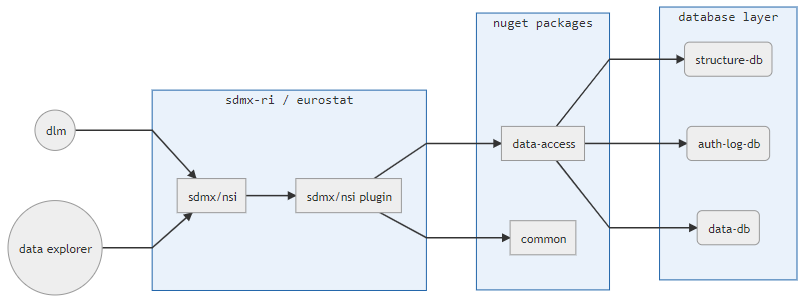 database layer
nuget packages
structure-db
sdmx-ri / eurostat
dlm
data-access
auth-log-db
sdmx/nsi
sdmx/nsi plugin
data explorer
common
data-db